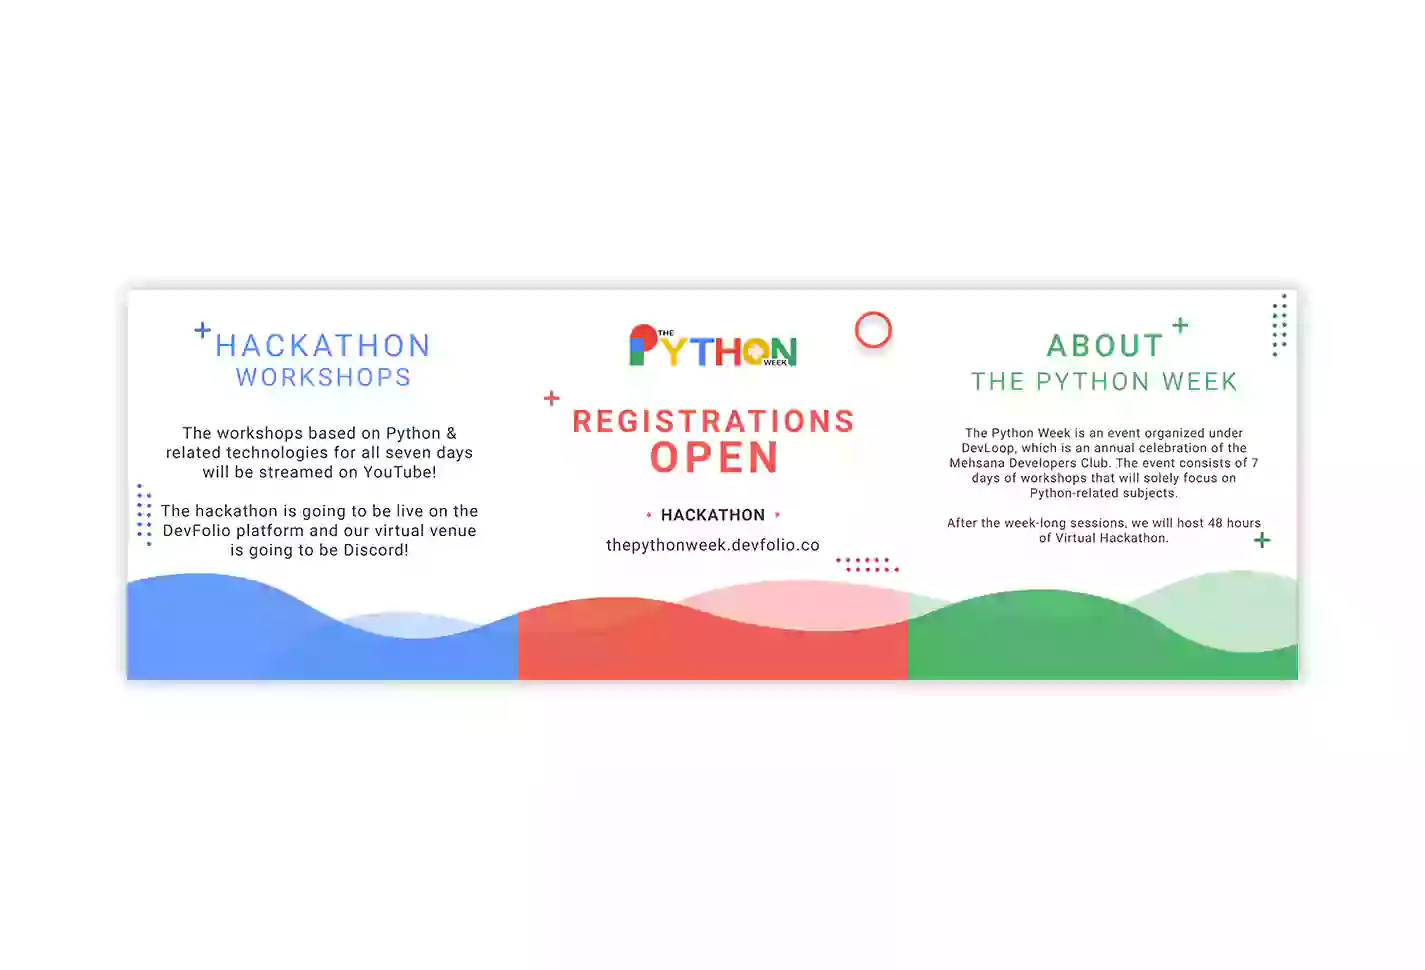 HACKATHON
WORKSHOPS
The workshops based on Python &
related technologies for all seven days
will be streamed on YouTube!
The hackathon is going to be live on the
DevFolio platform and our virtual venue
is going to be Discord!
THE
PYTHON
WEEK
REGISTRATIONS
OPEN
HACKATHON
thepythonweek.devfolio.co
ABOUT
THE PYTHON WEEK
The Python Week is an event organized under
DevLoop, which is an annual celebration of the
Mehsana Developers Club. The event consists of 7
days of workshops that will solely focus on
Python-related subjects.
After the week-long sessions, we will host 48 hours
of Virtual Hackathon.